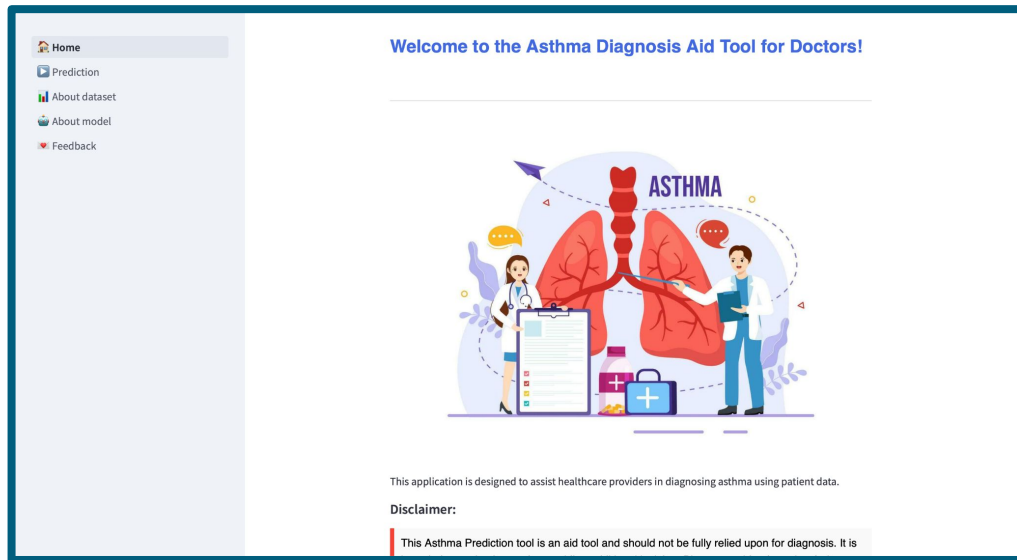 Home
Prediction
About dataset
About model
Feedback
Welcome to the Asthma Diagnosis Aid Tool for Doctors!
ASTHMA
This application is designed to assist healthcare providers in diagnosing asthma using patient data.
Disclaimer:
This Asthma Prediction tool is an aid tool and should not be fully relied upon for diagnosis. It is